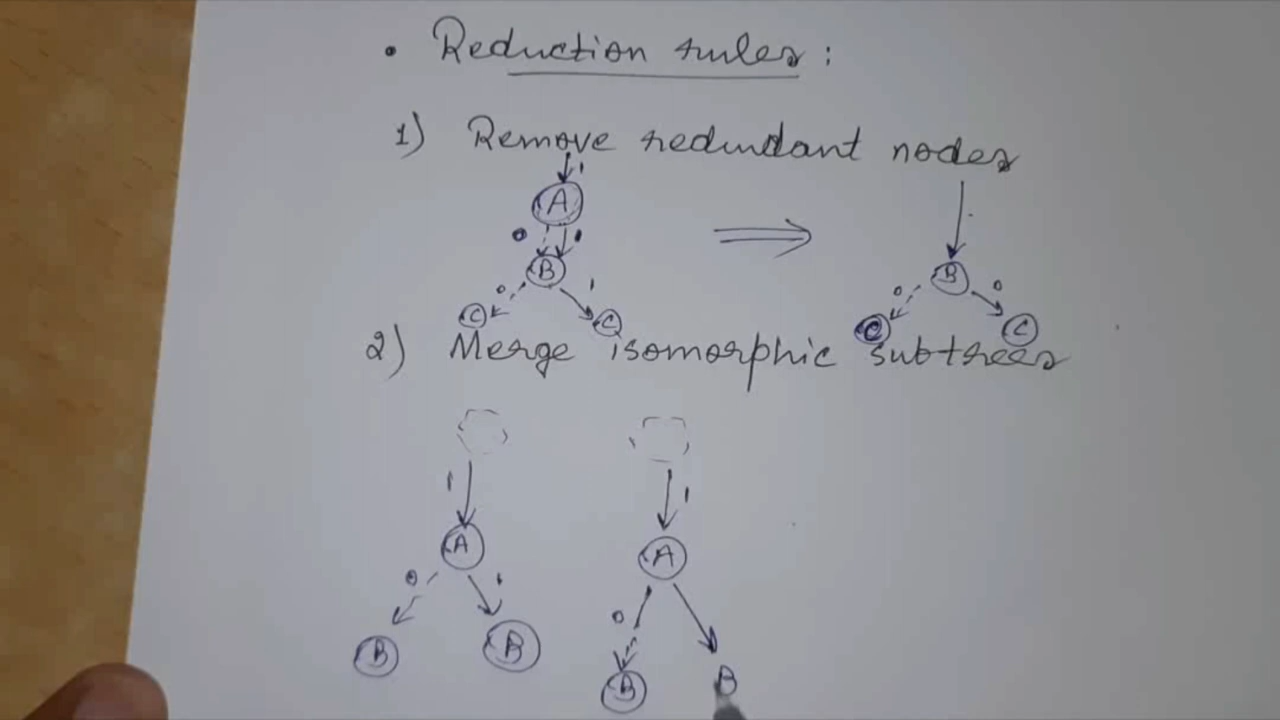 • Reduction rules :
1) Remove redundant nodes
1
A
0 1
B
B
0 1
0 0
C C
C C
2) Merge isomorphic subtrees
1 1
A A
0 1
0
B B
B B